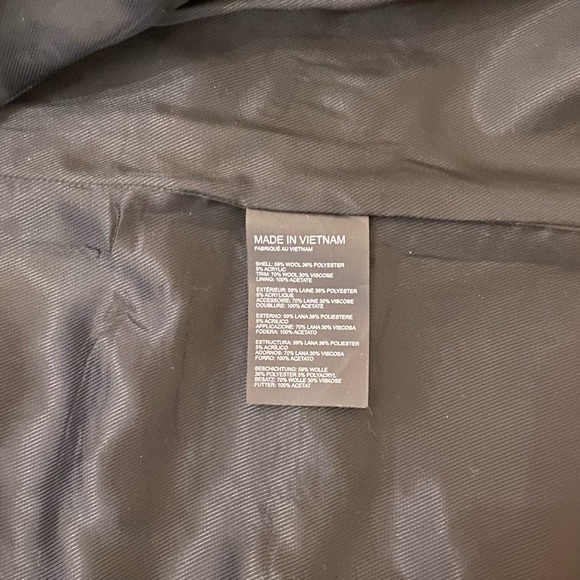 MADE IN VIETNAM
FABRIQUÉ AU VIETNAM
SHELL: 59% WOOL 36% POLYESTER
5% ACRYLIC
TRIM: 70% WOOL 30% VISCOSE
LINING: 100% ACETATE
EXTÉRIEUR: 59% LAINE 36% POLYESTER
5% ACRYLIQUE
ACCESSOIRE: 70% LAINE 30% VISCOSE
DOUBLURE: 100% ACETATE
ESTERNO: 59% LANA 36% POLIESTERE
5% ACRILICO
APPLICAZIONE: 70% LANA 30% VISCOSA
FODERA: 100% ACETATO
ESTRUCTURA: 59% LANA 36% POLIESTER
5% ACRÍLICO
ADORNOS: 70% LANA 30% VISCOSA
FORRO: 100% ACETATO
BESCHICHTUNG: 59% WOLLE
36% POLYESTER 5% POLYACRYL
BESATZ: 70% WOLLE 30% VISKOSE
FUTTER: 100% ACETAT